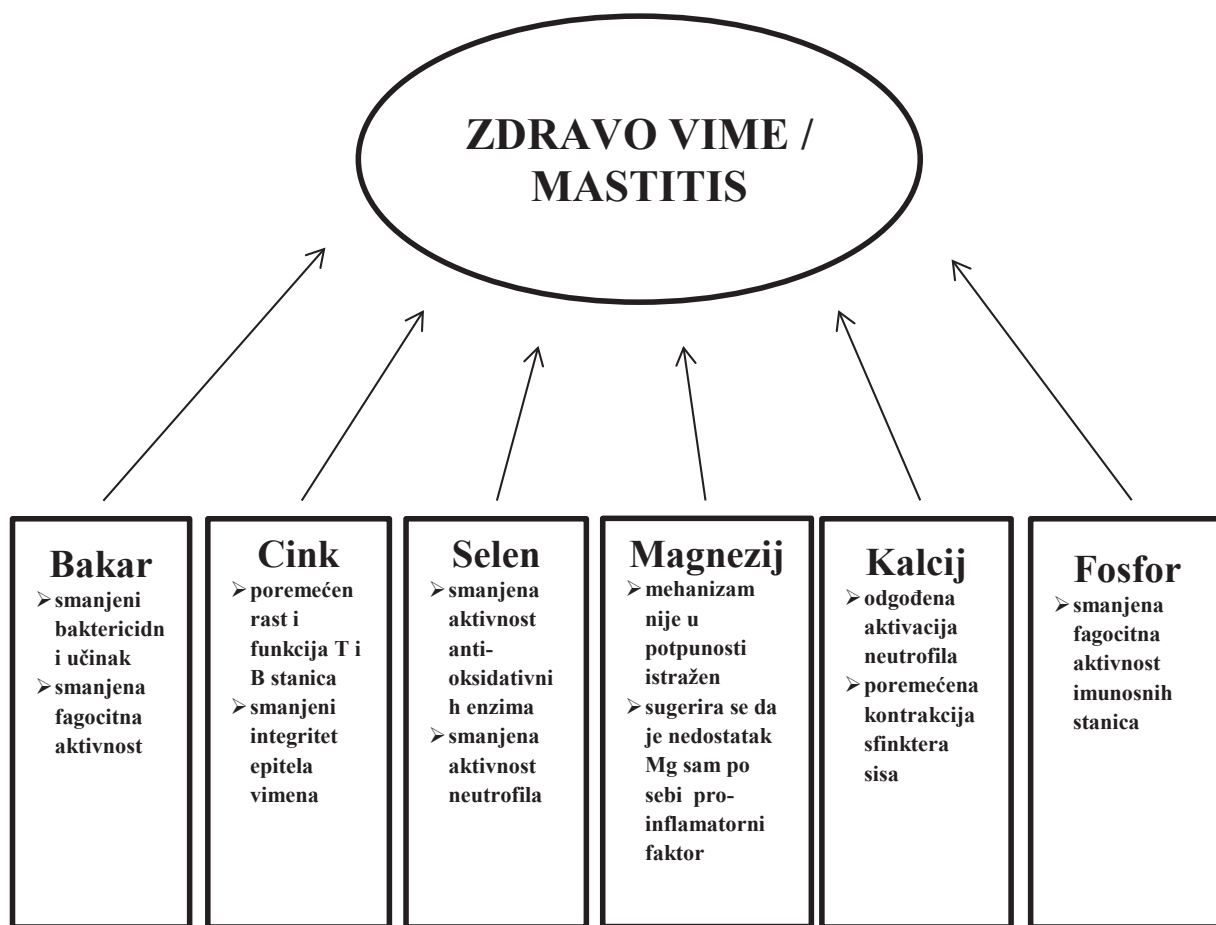 ZDRAVO VIME /
MASTITIS
Bakar
➢ smanjeni
baktericidn
i učinak
➢ smanjena
fagocitna
aktivnost
Cink
➢ poremećen
rast i
funkcija T i
B stanica
➢ smanjeni
integritet
epitela
vimena
Selen
➢ smanjena
aktivnost
anti-
oksidativni
h enzima
➢ smanjena
aktivnost
neutrofila
Magnezij
➢ mehanizam
nije u
potpunosti
istražen
➢ sugerira se da
je nedostatak
Mg sam po
sebi pro-
inflamatorni
faktor
Kalcij
➢ odgođena
aktivacija
neutrofila
➢ poremećena
kontrakcija
sfinktera
sisa
Fosfor
➢ smanjena
fagocitna
aktivnost
imunosnih
stanica